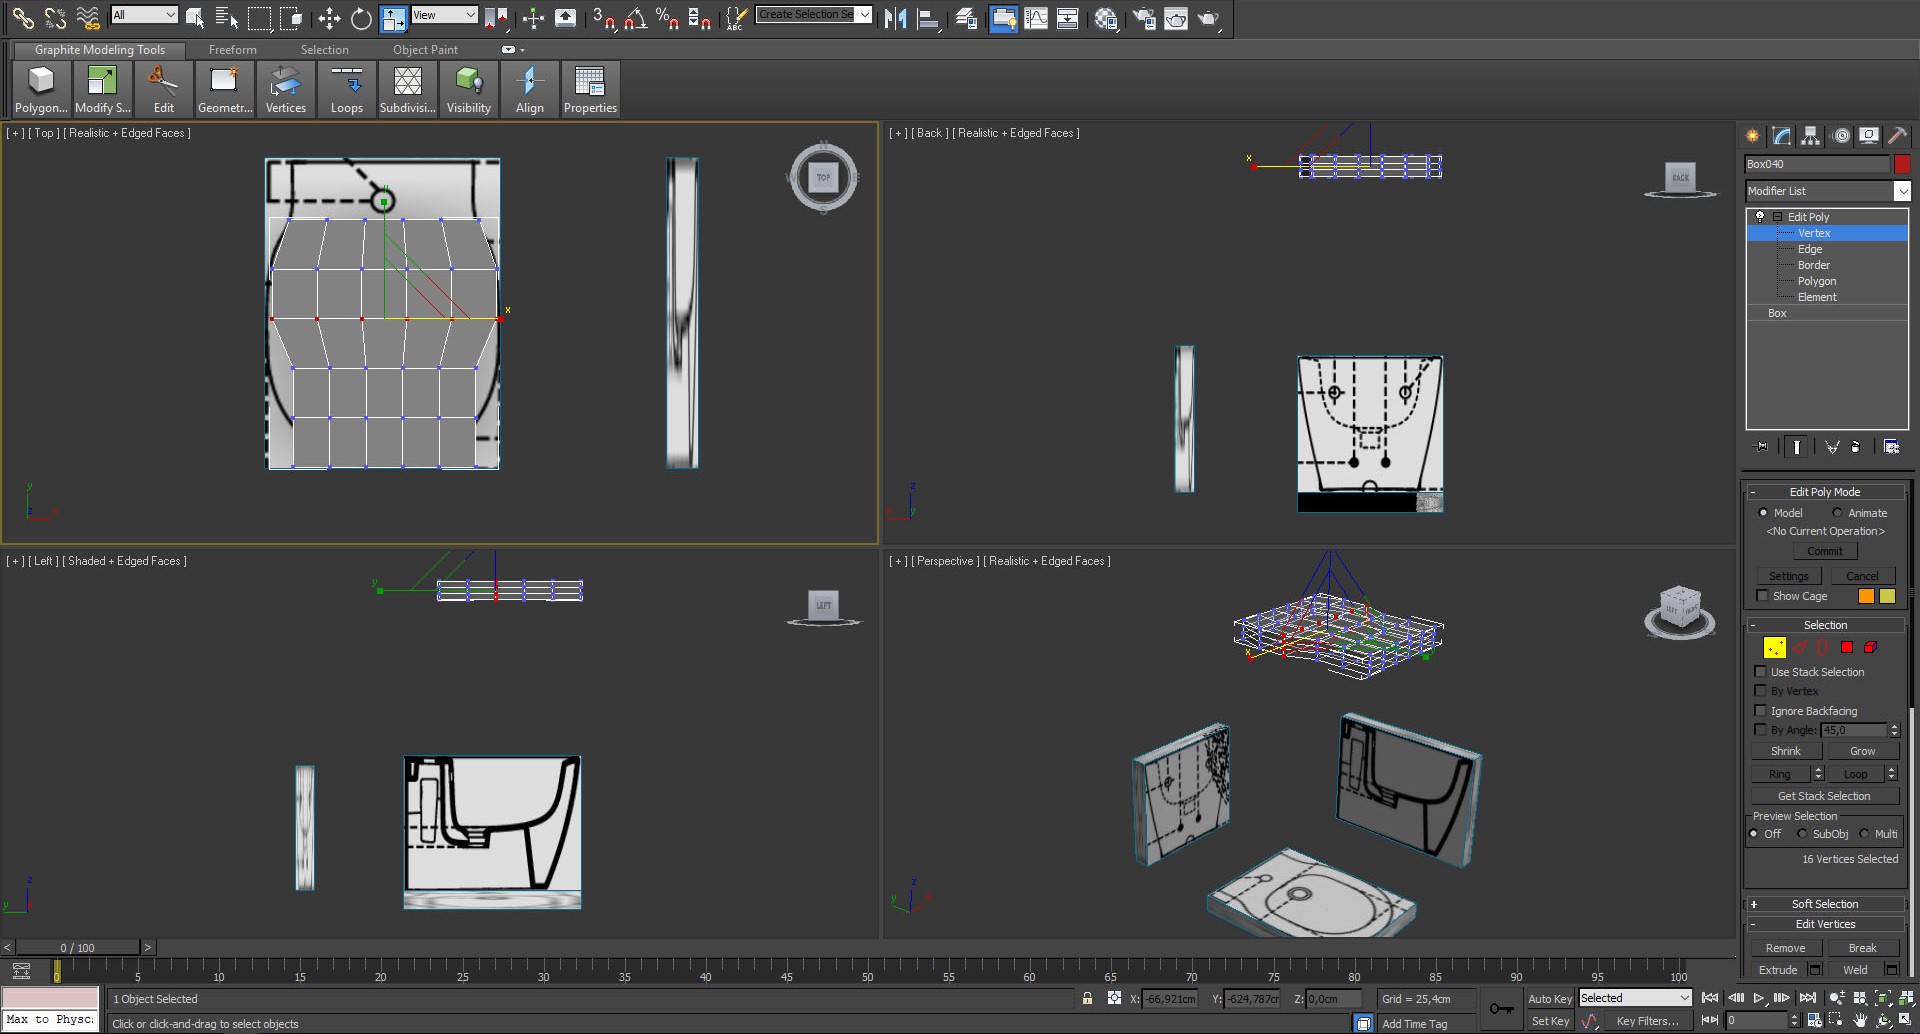 All
View
3
%
ABC
Create Selection Se
Graphite Modeling Tools Freeform Selection Object Paint
Polygon... Modify S... Edit Geometr... Vertices Loops Subdivisi... Visibility Align Properties
[ + ] [ Top ] [ Realistic + Edged Faces ]
[ + ] [ Back ] [ Realistic + Edged Faces ]
TOP
S
x
y
z
x
BACK
z
y
Box040
Modifier List
Edit Poly
Vertex
Edge
Border
Polygon
Element
Box
Edit Poly Mode
Model Animate
<No Current Operation>
Commit
Settings Cancel
Show Cage
Selection
Use Stack Selection
By Vertex
Ignore Backfacing
By Angle: 45,0
Shrink Grow
Ring Loop
Get Stack Selection
Preview Selection
Off SubObj Multi
16 Vertices Selected
Soft Selection
Edit Vertices
Remove Break
Extrude Weld
[ + ] [ Left ] [ Shaded + Edged Faces ]
[ + ] [ Perspective ] [ Realistic + Edged Faces ]
y
LEFT
z
y
x
LEFT
z
y
< 0 / 100 >
0 5 10 15 20 25 30 35 40 45 50 55 60 65 70 75 80 85 90 95 100
1 Object Selected
X: -66,921cm Y: -624,787cr Z: 0,0cm Grid = 25,4cm
Auto Key Selected
Max to Physc:
Click or click-and-drag to select objects
Add Time Tag
Set Key Key Filters...
0